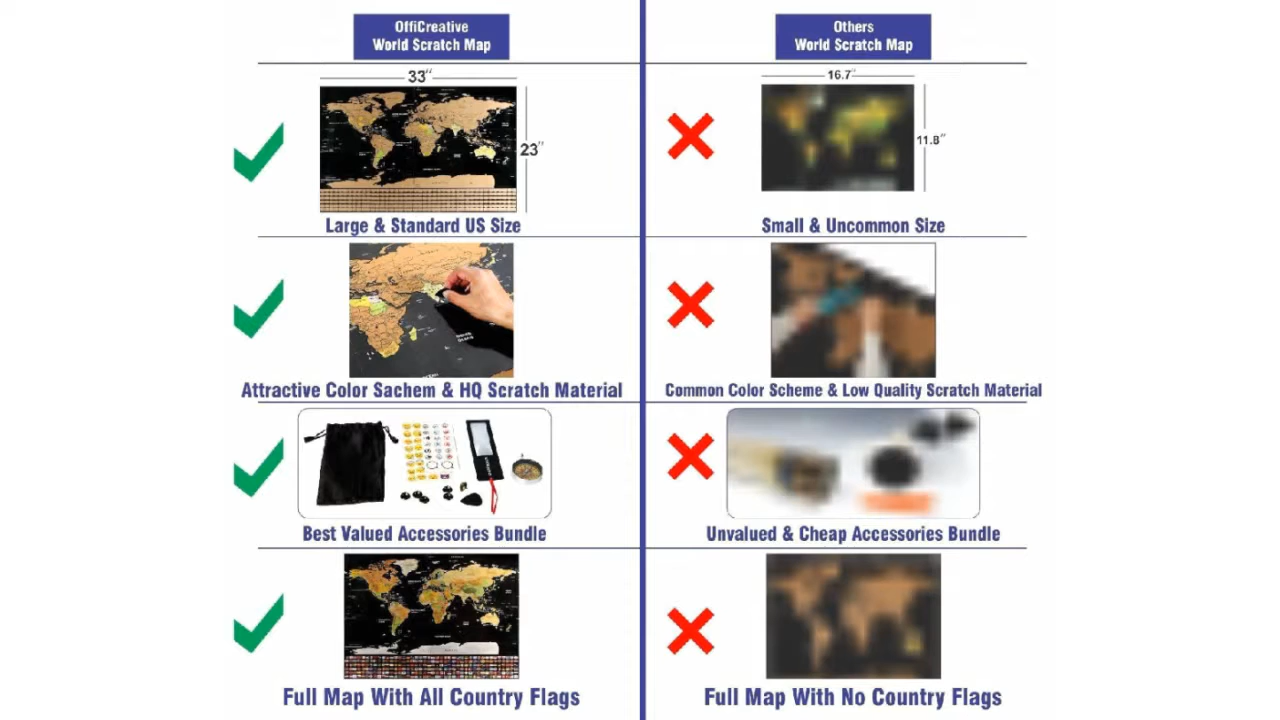 OffiCreative
World Scratch Map
Others
World Scratch Map
33"
23"
16.7"
11.8"
Large & Standard US Size
Small & Uncommon Size
Attractive Color Sachem & HQ Scratch Material
Common Color Scheme & Low Quality Scratch Material
Best Valued Accessories Bundle
Unvalued & Cheap Accessories Bundle
Full Map With All Country Flags
Full Map With No Country Flags